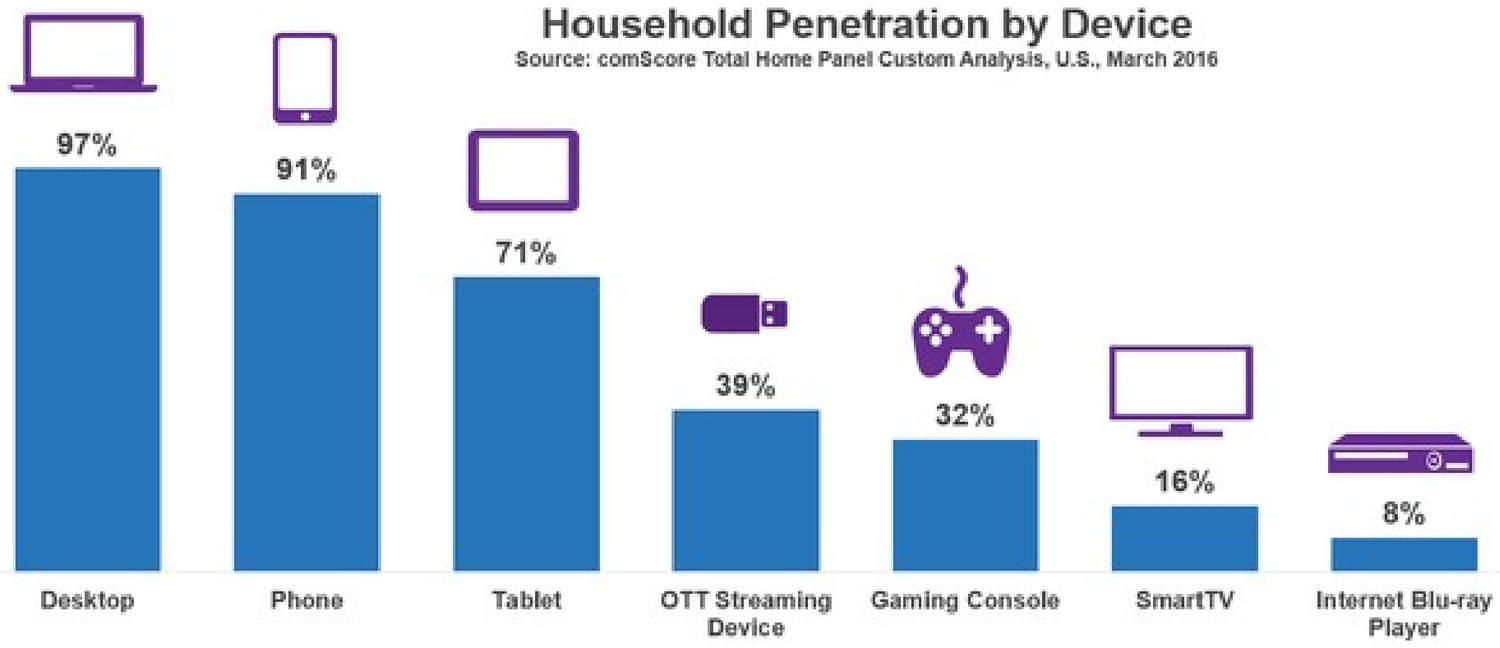 Household Penetration by Device
Source: comScore Total Home Panel Custom Analysis, U.S., March 2016
97%
91%
71%
39%
32%
16%
8%
Desktop
Phone
Tablet
OTT Streaming
Device
Gaming Console
SmartTV
Internet Blu-ray
Player